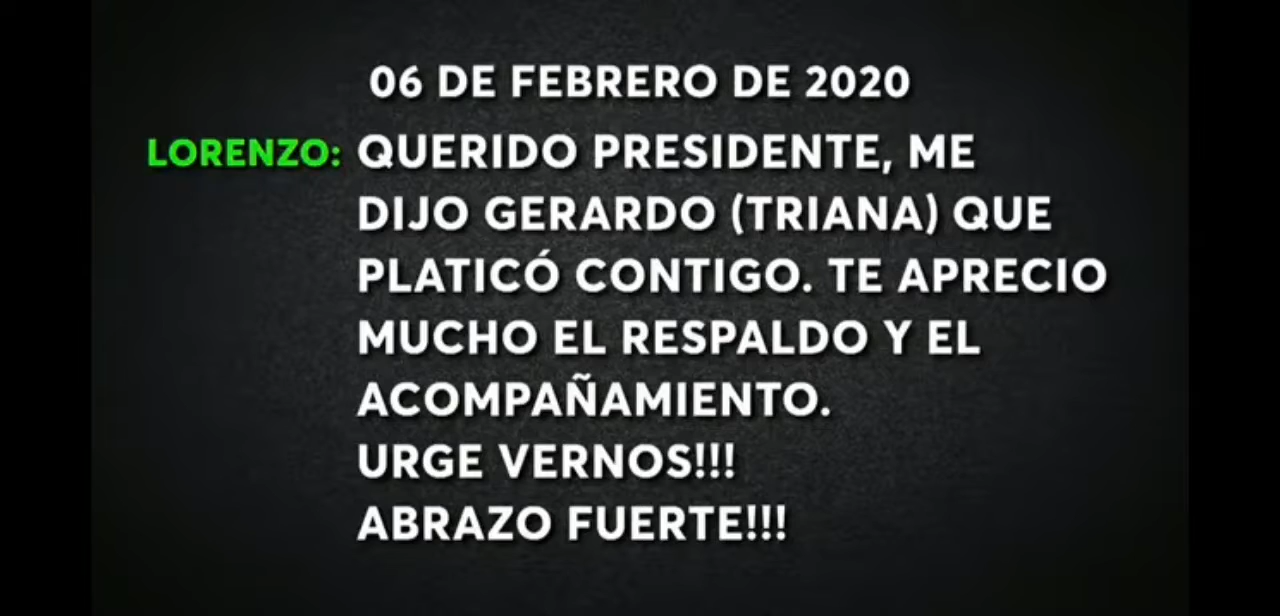 06 DE FEBRERO DE 2020
LORENZO: QUERIDO PRESIDENTE, ME
DIJO GERARDO (TRIANA) QUE
PLATICÓ CONTIGO. TE APRECIO
MUCHO EL RESPALDO Y EL
ACOMPAÑAMIENTO.
URGE VERNOS!!!
ABRAZO FUERTE!!!